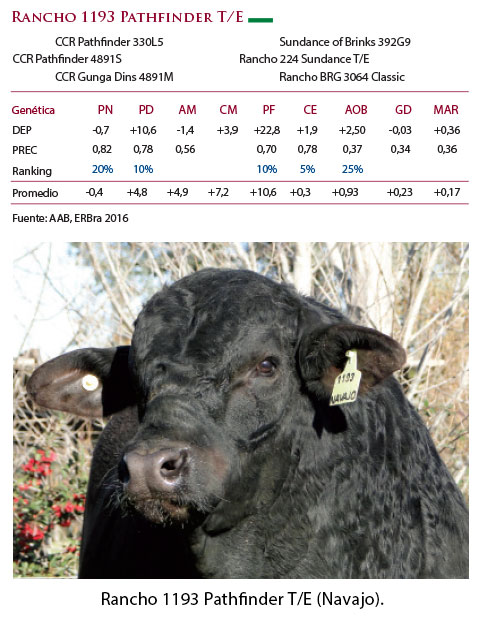 Rancho 1193 Pathfinder T/E
CCR Pathfinder 330L5 Sundance of Brinks 392G9
CCR Pathfinder 4891S Rancho 224 Sundance T/E
CCR Gunga Dins 4891M Rancho BRG 3064 Classic
Genética PN PD AM CM PF CE AOB GD MAR
DEP -0,7 +10,6 -1,4 +3,9 +22,8 +1,9 +2,50 -0,03 +0,36
PREC 0,82 0,78 0,56 0,70 0,78 0,37 0,34 0,36
Ranking 20% 10% 10% 5% 25%
Promedio -0,4 +4,8 +4,9 +7,2 +10,6 +0,3 +0,93 +0,23 +0,17
Fuente: AAB, ERBra 2016
1193
NAVAJO
Rancho 1193 Pathfinder T/E (Navajo).